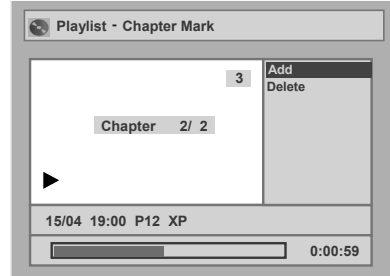 Playlist - Chapter Mark
3
Add
Delete
Chapter 2/ 2
15/04 19:00 P12 XP
0:00:59